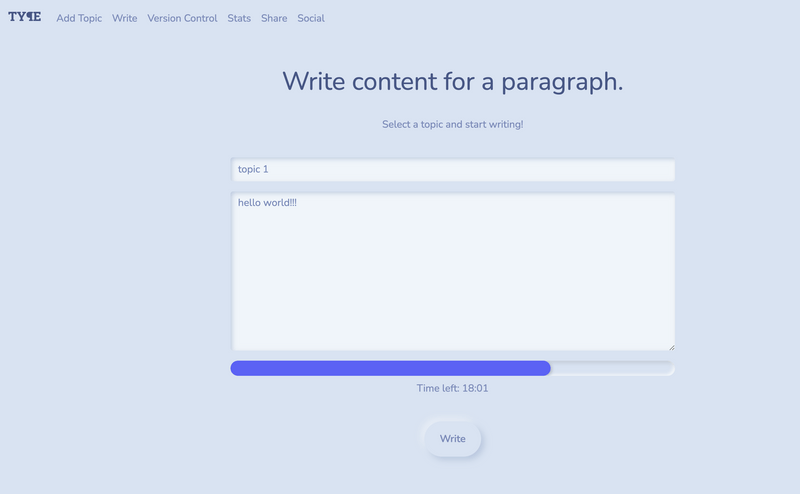 TY¶E Add Topic Write Version Control Stats Share Social
Write content for a paragraph.
Select a topic and start writing!
topic 1
hello world!!!
Time left: 18:01
Write